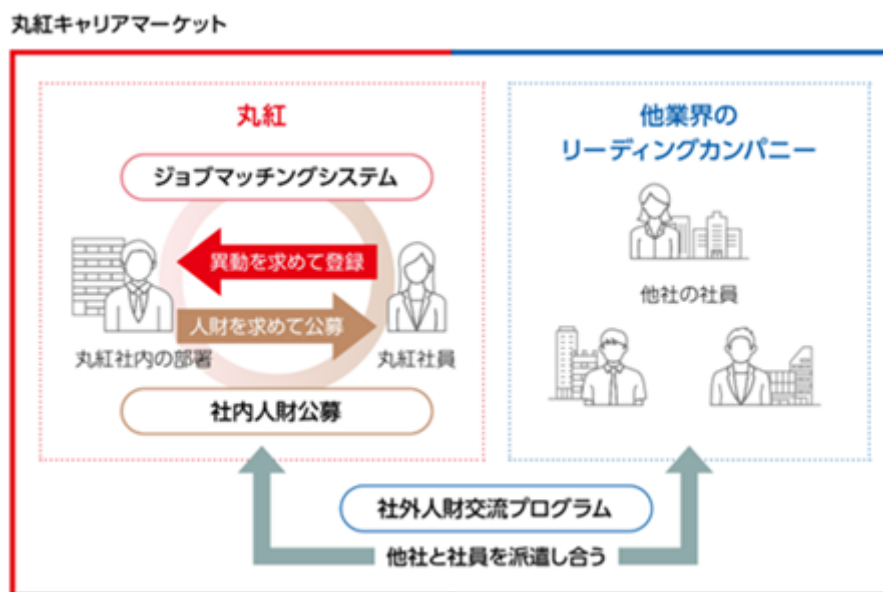 丸紅キャリアマーケット
丸紅
ジョブマッチングシステム
異動を求めて登録
人財を求めて公募
丸紅社内の部署
丸紅社員
社内人財公募
他業界の
リーディングカンパニー
他社の社員
社外人財交流プログラム
他社と社員を派遣し合う